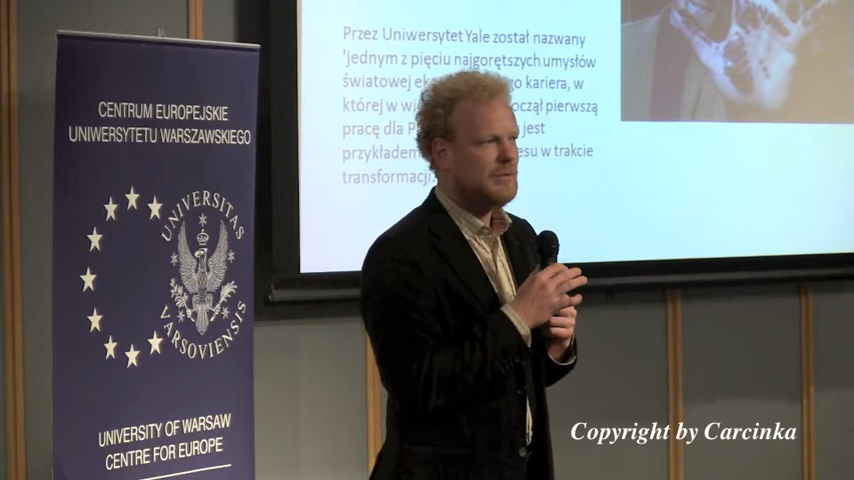 CENTRUM EUROPEJSKIE
UNIWERSYTETU WARSZAWSKIEGO
UNIVERSITAS
VARSOVIENSIS
UNIVERSITY OF WARSAW
CENTRE FOR EUROPE
Przez Uniwersytet Yale został nazwany
'jednym z pięciu najgorętszych umysłów
światowej kariera, w
której w pierwszą
pracę dla jest
w trakcie
transformacji
Copyright by Carcinka